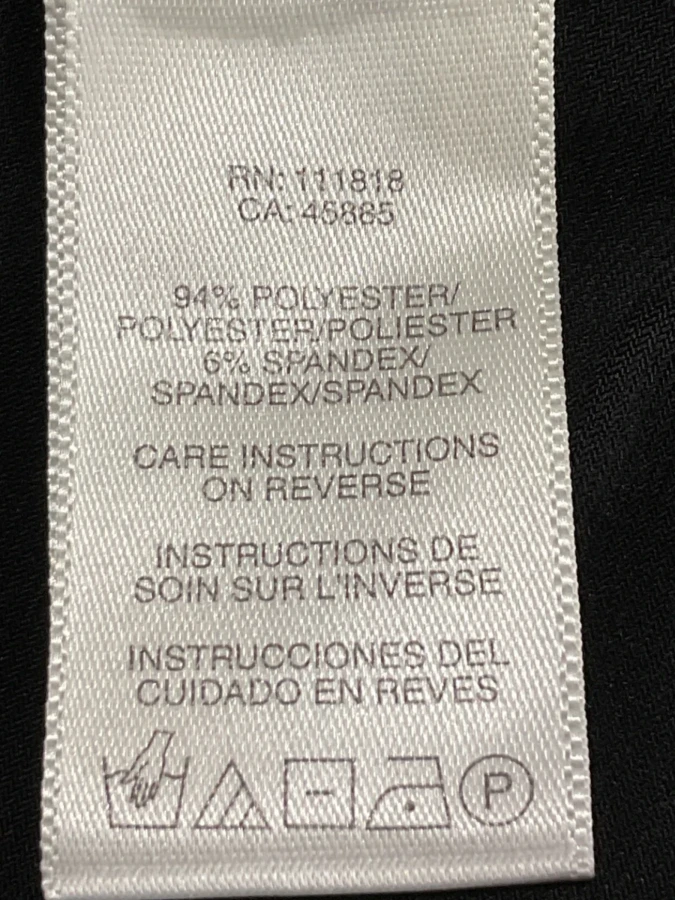 RN: 111818
CA: 45885
94% POLYESTER/
POLYESTER/POLIESTER
6% SPANDEX/
SPANDEX/SPANDEX
CARE INSTRUCTIONS
ON REVERSE
INSTRUCTIONS DE
SOIN SUR L'INVERSE
INSTRUCCIONES DEL
CUIDADO EN REVES
P